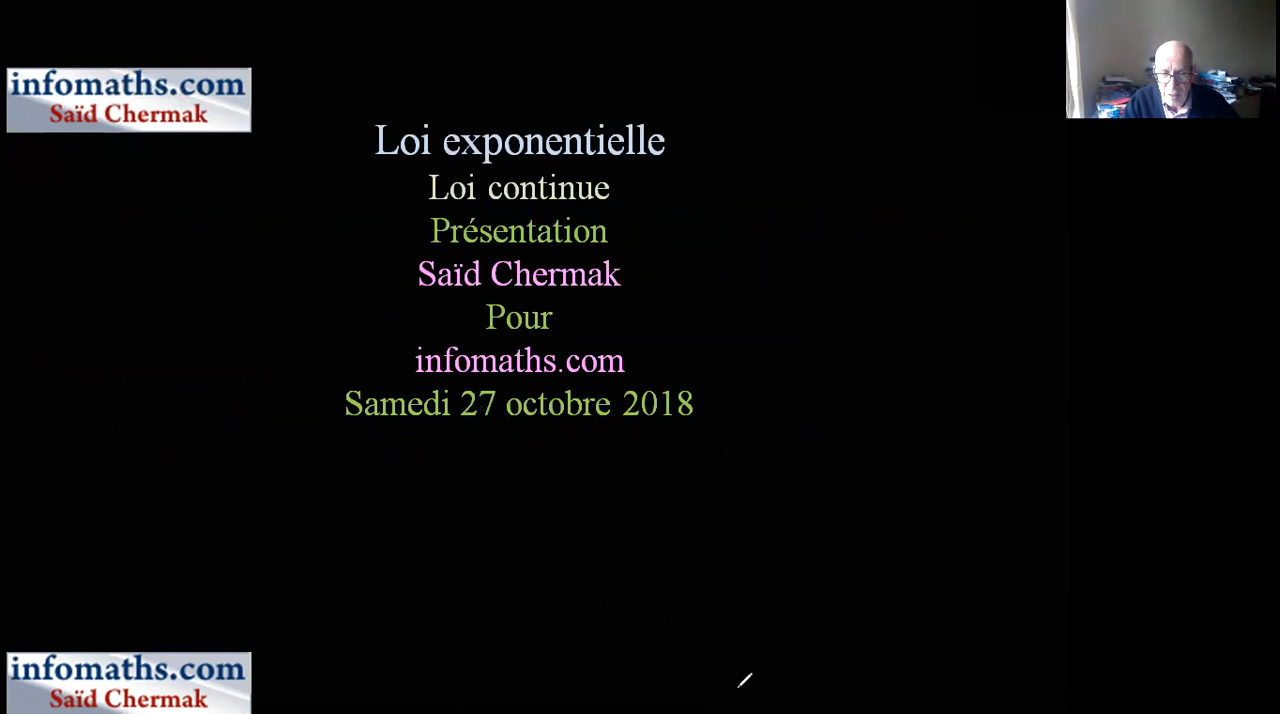 infomaths.com
Saïd Chermak
Loi exponentielle
Loi continue
Présentation
Saïd Chermak
Pour
infomaths.com
Samedi 27 octobre 2018
infomaths.com
Saïd Chermak